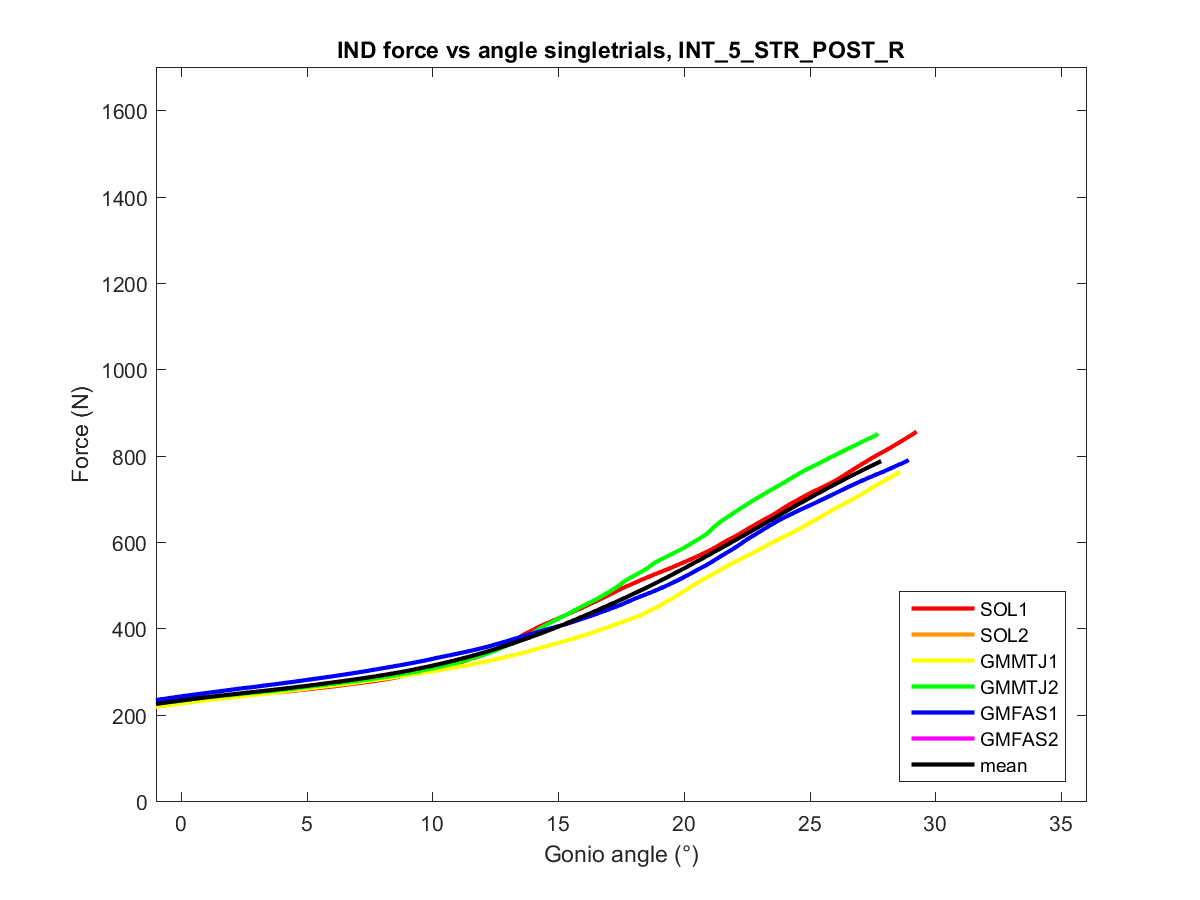 IND force vs angle singletrials, INT_5_STR_POST_R
1600
1400
1200
1000
800
600
400
200
0
Force (N)
0 5 10 15 20 25 30 35
Gonio angle (°)
SOL1
SOL2
GMMTJ1
GMMTJ2
GMFAS1
GMFAS2
mean